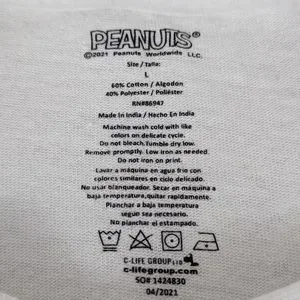 PEANUTS®
©2021 Peanuts Worldwide LLC.
Size / Talla:
L
60% Cotton / Algodon
40% Polyester / Poliéster
RN#86947
Made in India / Hecho En India
Machine wash cold with like
colors on delicate cycle.
Do not bleach,Tumble dry low.
Remove promptly. Low iron as needed.
Do not iron on print.
Lavar a máquina en agua frio con
colores similares en ciclo delicado.
No usar blanqueador. Secar en máquina a
baja temperatura, quitar rapidamente.
Planchar a baja temperatura
segun sea necesario.
No planchar el estampado.
C-LIFE GROUP LTD
c-lifegroup.com
SO# 1424830
04/2021